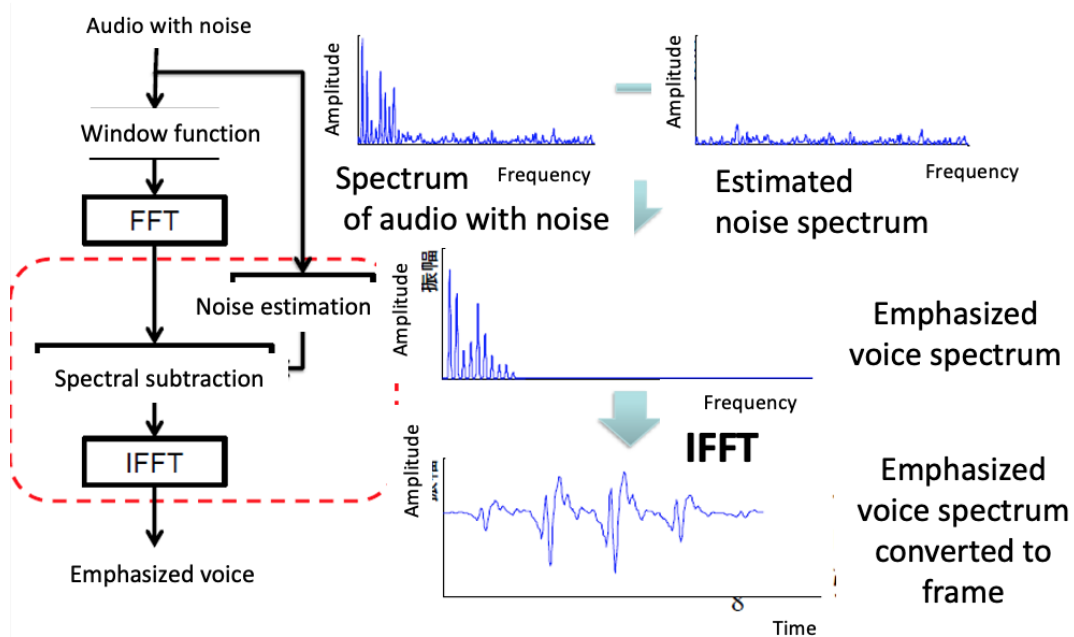 Audio with noise
Window function
FFT
Noise estimation
Spectral subtraction
IFFT
Emphasized voice
Amplitude
Frequency
Spectrum
of audio with noise
Amplitude
Frequency
Estimated
noise spectrum
Amplitude
振幅
Frequency
Emphasized
voice spectrum
IFFT
Amplitude
Time
Emphasized
voice spectrum
converted to
frame